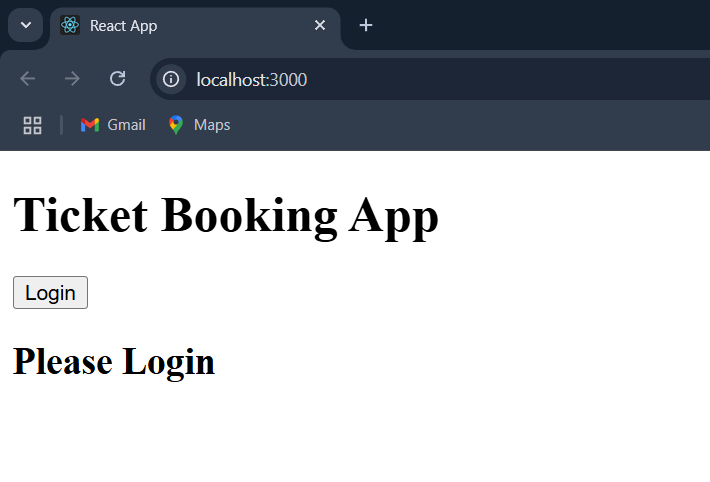 React App
localhost:3000
Gmail Maps
Ticket Booking App
Login
Please Login